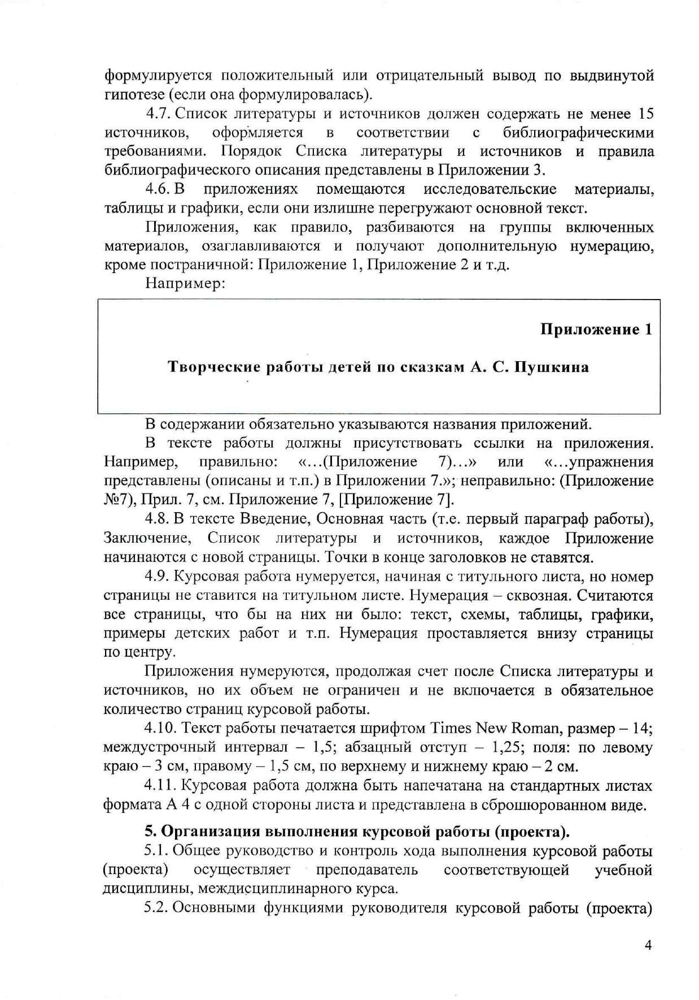 формулируется положительный или отрицательный вывод по выдвинутой
гипотезе (если она формулировалась).
4.7. Список литературы и источников должен содержать не менее 15
источников, оформляется в соответствии с библиографическими
требованиями. Порядок Списка литературы и источников и правила
библиографического описания представлены в Приложении 3.
4.6. В приложениях помещаются исследовательские материалы,
таблицы и графики, если они излишне перегружают основной текст.
Приложения, как правило, разбиваются на группы включенных
материалов, озаглавливаются и получают дополнительную нумерацию,
кроме постраничной: Приложение 1, Приложение 2 и т.д.
Например:
Приложение 1
Творческие работы детей по сказкам А. С. Пушкина
В содержании обязательно указываются названия приложений.
В тексте работы должны присутствовать ссылки на приложения.
Например, правильно: «…(Приложение 7)…» или «…упражнения
представлены (описаны и т.п.) в Приложении 7.»; неправильно: (Приложение
№7), Прил. 7, см. Приложение 7, [Приложение 7].
4.8. В тексте Введение, Основная часть (т.е. первый параграф работы),
Заключение, Список литературы и источников, каждое Приложение
начинаются с новой страницы. Точки в конце заголовков не ставятся.
4.9. Курсовая работа нумеруется, начиная с титульного листа, но номер
страницы не ставится на титульном листе. Нумерация – сквозная. Считаются
все страницы, что бы на них ни было: текст, схемы, таблицы, графики,
примеры детских работ и т.п. Нумерация проставляется внизу страницы
по центру.
Приложения нумеруются, продолжая счет после Списка литературы и
источников, но их объем не ограничен и не включается в обязательное
количество страниц курсовой работы.
4.10. Текст работы печатается шрифтом Times New Roman, размер – 14;
междустрочный интервал – 1,5; абзацный отступ – 1,25; поля: по левому
краю – 3 см, правому – 1,5 см, по верхнему и нижнему краю – 2 см.
4.11. Курсовая работа должна быть напечатана на стандартных листах
формата А 4 с одной стороны листа и представлена в сброшюрованном виде.
5. Организация выполнения курсовой работы (проекта).
5.1. Общее руководство и контроль хода выполнения курсовой работы
(проекта) осуществляет преподаватель соответствующей учебной
дисциплины, междисциплинарного курса.
5.2. Основными функциями руководителя курсовой работы (проекта)
4